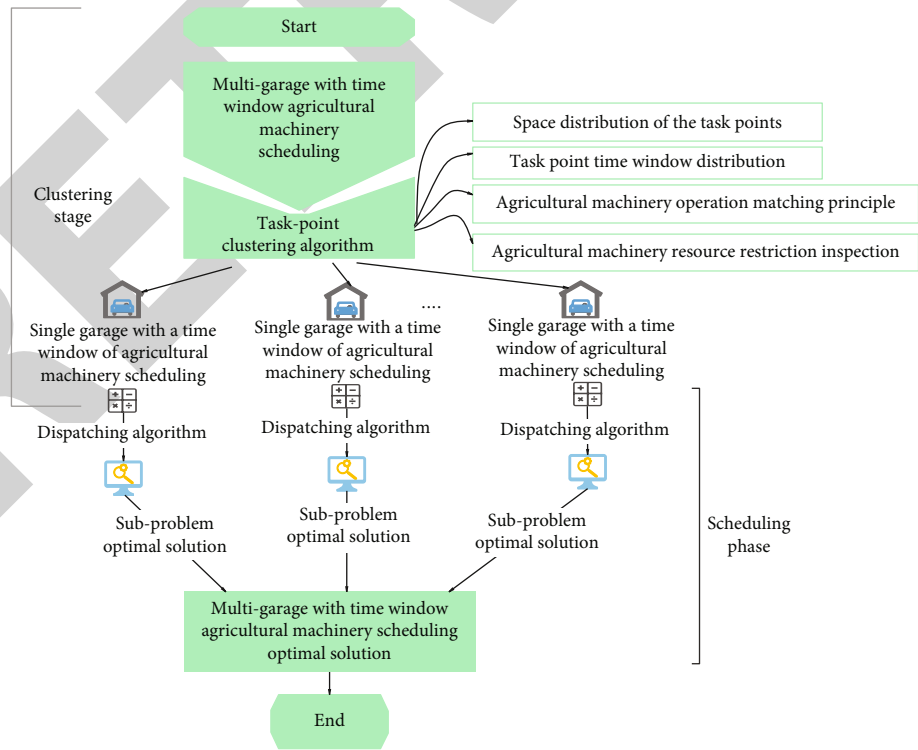 Start
Multi-garage with time
window agricultural
machinery
scheduling
Space distribution of the task points
Task point time window distribution
Agricultural machinery operation matching principle
Agricultural machinery resource restriction inspection
Clustering
stage
Task-point
clustering algorithm
....
Single garage with a time
window of agricultural
machinery scheduling
Single garage with a time
window of agricultural
machinery scheduling
Single garage with a time
window of agricultural
machinery scheduling
Dispatching algorithm
Dispatching algorithm
Dispatching algorithm
Sub-problem
optimal solution
Sub-problem
optimal solution
Sub-problem
optimal solution
Scheduling
phase
Multi-garage with time window
agricultural machinery scheduling
optimal solution
End